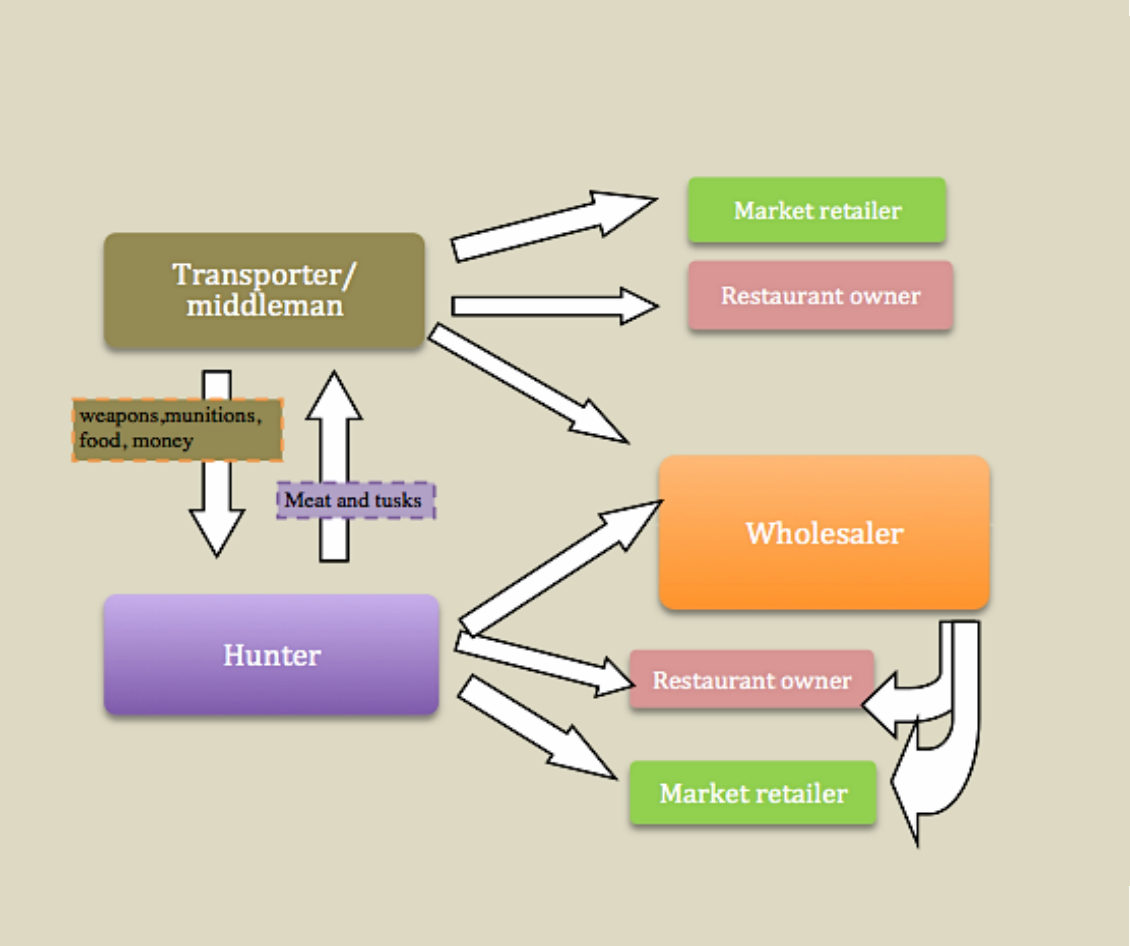 Market retailer
Transporter/
middleman
Restaurant owner
weapons,munitions,
food, money
Meat and tusks
Wholesaler
Hunter
Restaurant owner
Market retailer